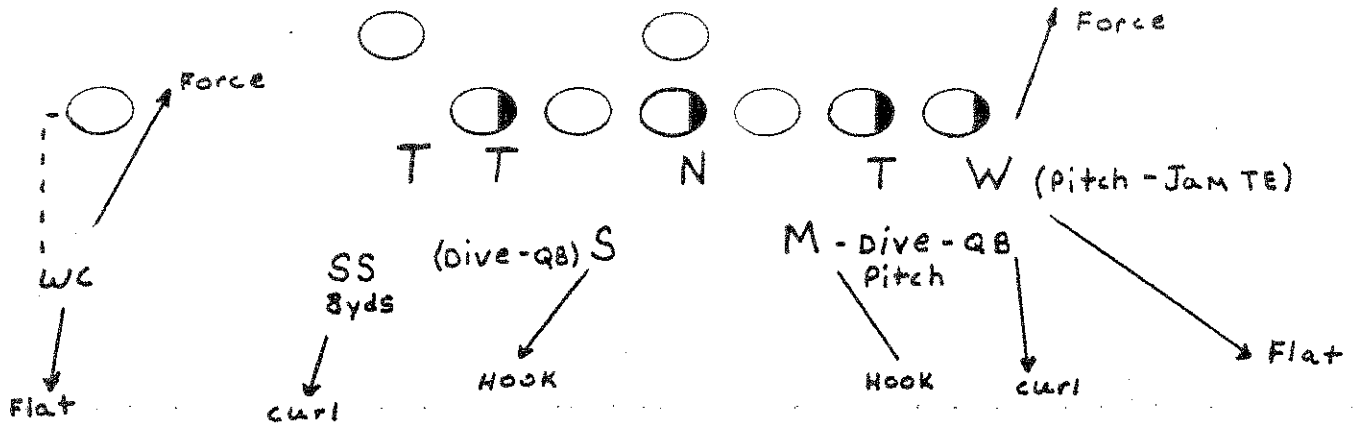 Force
Force
T T N T W (Pitch - Jam TE)
WC
SS
8yds
(Dive - QB) S
M - Dive - QB
Pitch
Flat
curl
Hook
Hook
curl
Flat